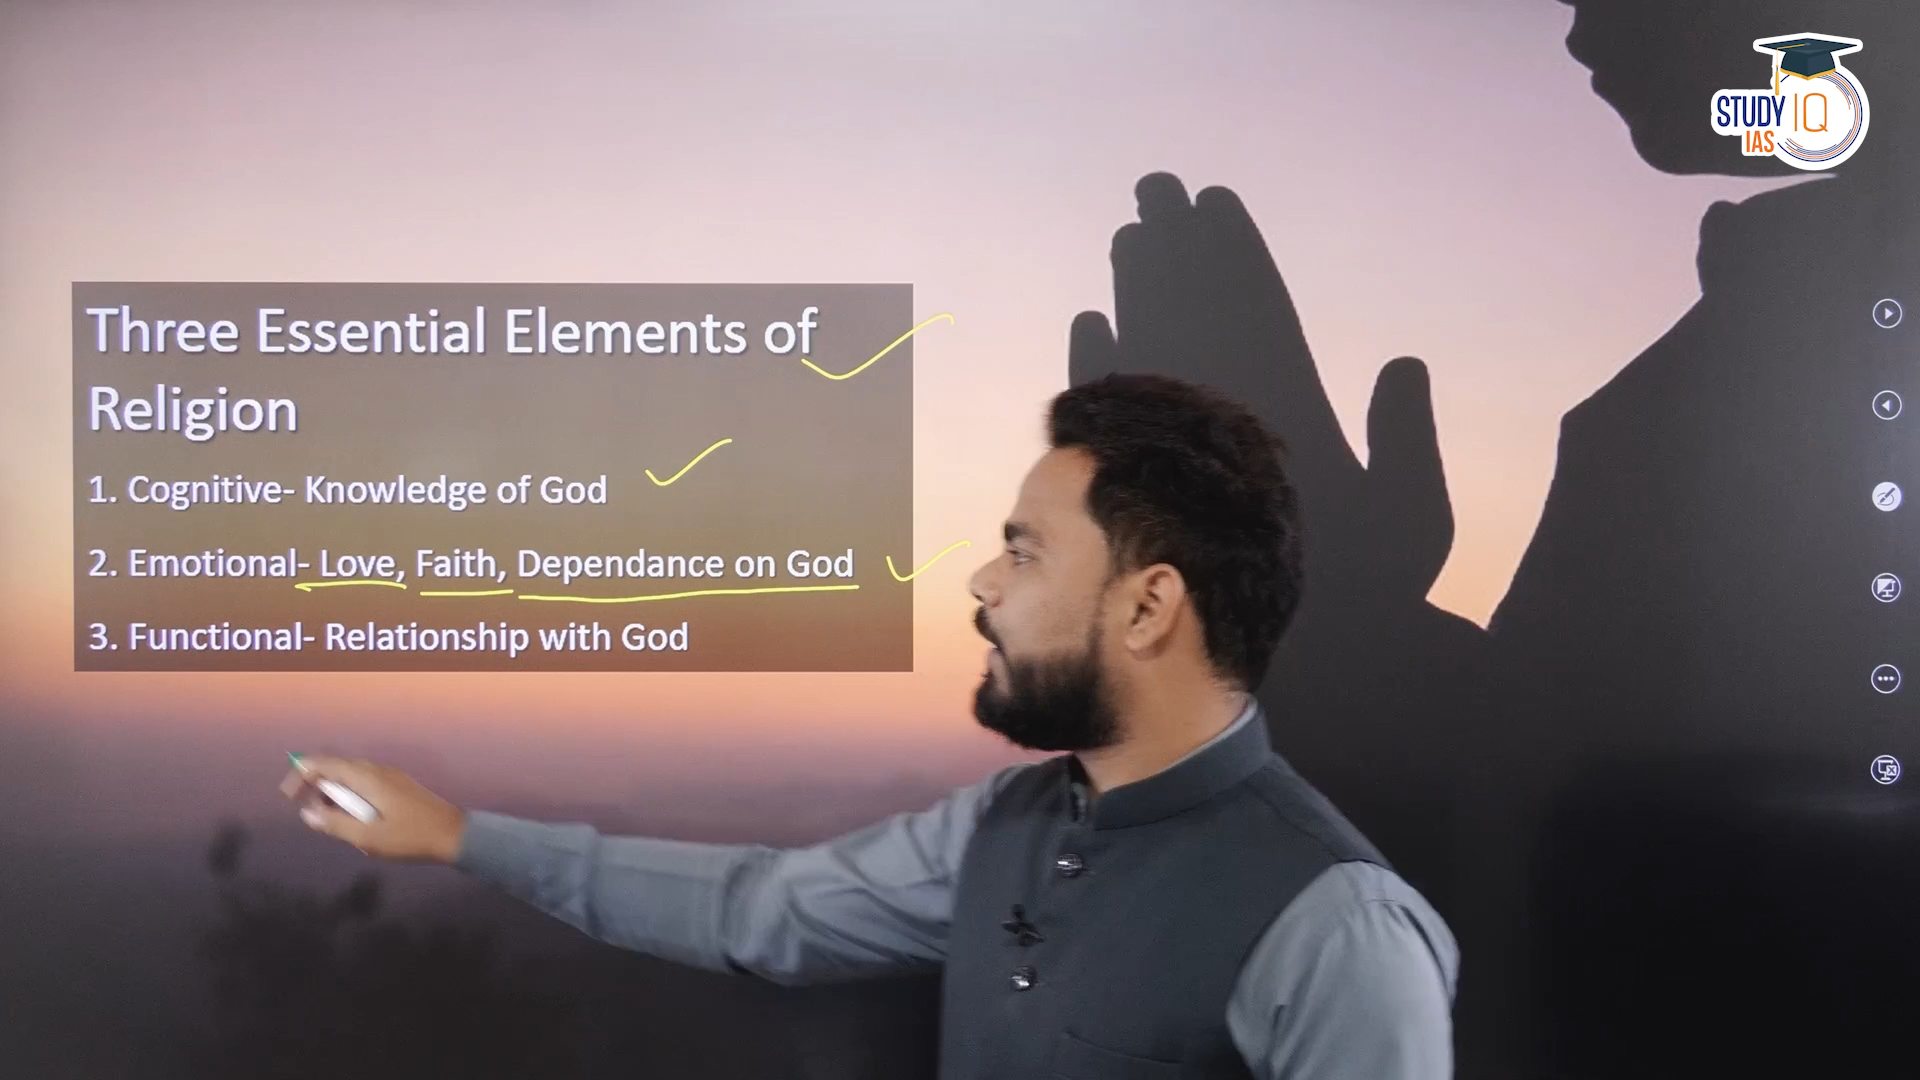 STUDY IQ
IAS
Three Essential Elements of
Religion
1. Cognitive- Knowledge of God
2. Emotional- Love, Faith, Dependance on God
3. Functional- Relationship with God